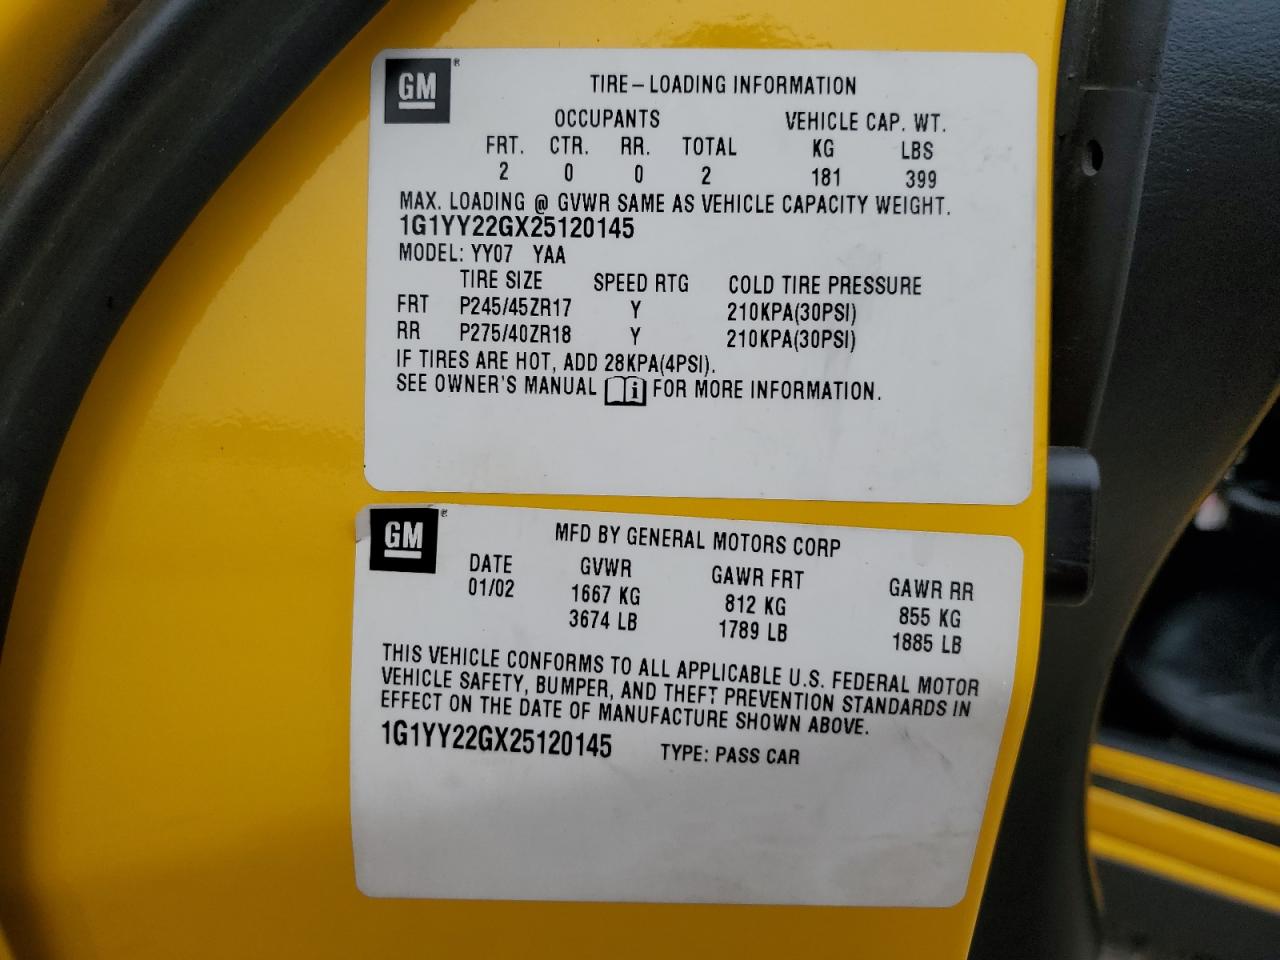 GM®
TIRE-LOADING INFORMATION
OCCUPANTS VEHICLE CAP. WT.
FRT. CTR. RR. TOTAL KG LBS
2 0 0 2 181 399
MAX. LOADING @ GVWR SAME AS VEHICLE CAPACITY WEIGHT.
1G1YY22GX25120145
MODEL: YY07 YAA
TIRE SIZE SPEED RTG COLD TIRE PRESSURE
FRT P245/45ZR17 Y 210KPA(30PSI)
RR P275/40ZR18 Y 210KPA(30PSI)
IF TIRES ARE HOT, ADD 28KPA(4PSI).
SEE OWNER'S MANUAL i FOR MORE INFORMATION.
GM®
MFD BY GENERAL MOTORS CORP
DATE GVWR GAWR FRT GAWR RR
01/02 1667 KG 812 KG 855 KG
3674 LB 1789 LB 1885 LB
THIS VEHICLE CONFORMS TO ALL APPLICABLE U.S. FEDERAL MOTOR
VEHICLE SAFETY, BUMPER, AND THEFT PREVENTION STANDARDS IN
EFFECT ON THE DATE OF MANUFACTURE SHOWN ABOVE.
1G1YY22GX25120145 TYPE: PASS CAR